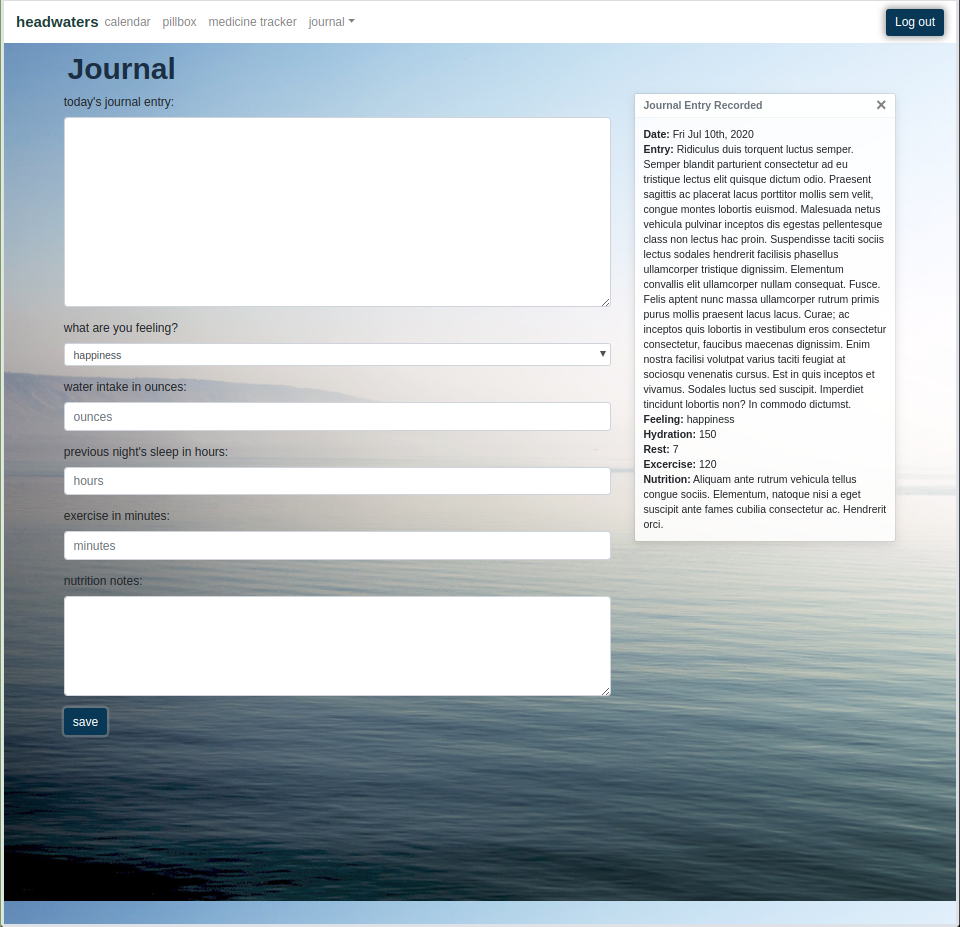 headwaters calendar pillbox medicine tracker journal Log out
Journal
today's journal entry:
what are you feeling?
happiness
water intake in ounces:
ounces
previous night's sleep in hours:
hours
exercise in minutes:
minutes
nutrition notes:
save
Journal Entry Recorded ×
Date: Fri Jul 10th, 2020
Entry: Ridiculus duis torquent luctus semper.
Semper blandit parturient consectetur ad eu
tristique lectus elit quisque dictum odio. Praesent
sagittis ac placerat lacus porttitor mollis sem velit,
congue montes lobortis euismod. Malesuada netus
vehicula pulvinar inceptos dis egestas pellentesque
class non lectus hac proin. Suspendisse taciti sociis
lectus sodales hendrerit facilisis phasellus
ullamcorper tristique dignissim. Elementum
convallis elit ullamcorper nullam consequat. Fusce.
Felis aptent nunc massa ullamcorper rutrum primis
purus mollis praesent lacus lacus. Curae; ac
inceptos quis lobortis in vestibulum eros consectetur
consectetur, faucibus maecenas dignissim. Enim
nostra facilisi volutpat varius taciti feugiat at
sociosqu venenatis cursus. Est in quis inceptos et
vivamus. Sodales luctus sed suscipit. Imperdiet
tincidunt lobortis non? In commodo dictumst.
Feeling: happiness
Hydration: 150
Rest: 7
Excercise: 120
Nutrition: Aliquam ante rutrum vehicula tellus
congue sociis. Elementum, natoque nisi a eget
suscipit ante fames cubilia consectetur ac. Hendrerit
orci.